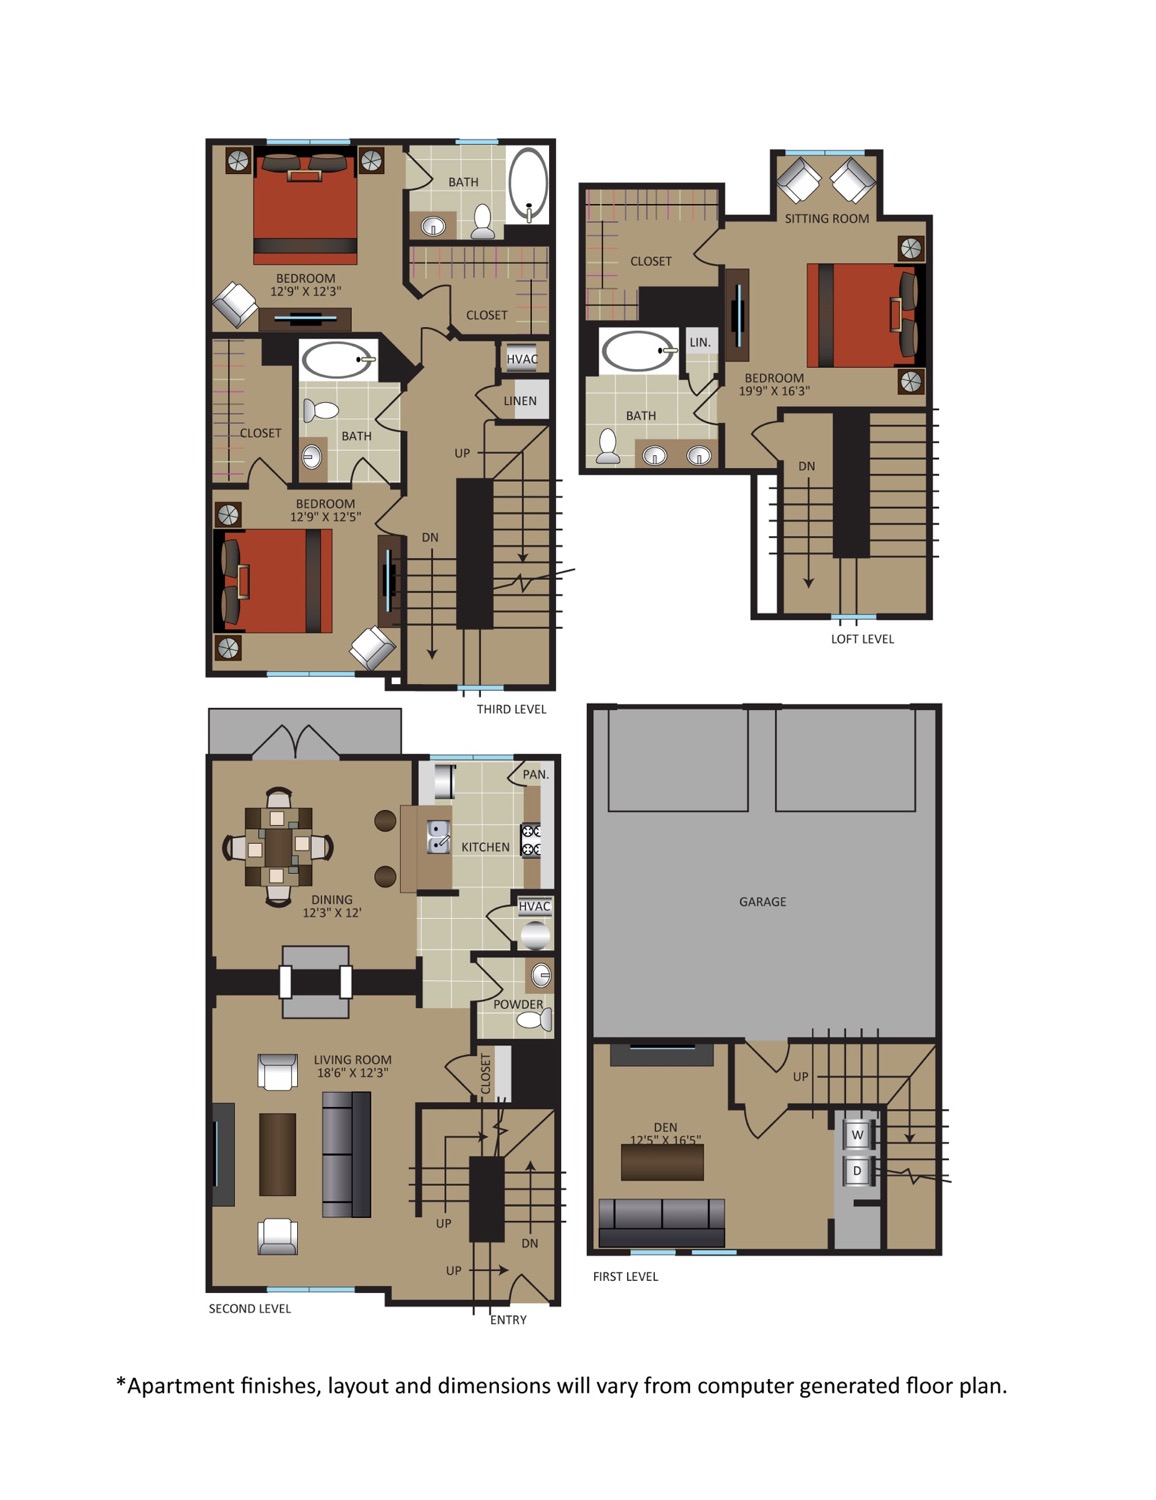 BATH
BEDROOM
12'9" X 12'3"
CLOSET
HVAC
LINEN
CLOSET
BATH
UP
BEDROOM
12'9" X 12'5"
DN
THIRD LEVEL
SITTING ROOM
CLOSET
LIN.
BEDROOM
19'9" X 16'3"
BATH
DN
LOFT LEVEL
PAN.
KITCHEN
DINING
12'3" X 12'
HVAC
POWDER
LIVING ROOM
18'6" X 12'3"
CLOSET
UP
DN
UP
SECOND LEVEL
ENTRY
GARAGE
UP
DEN
12'5" X 16'5"
W
D
FIRST LEVEL
*Apartment finishes, layout and dimensions will vary from computer generated floor plan.